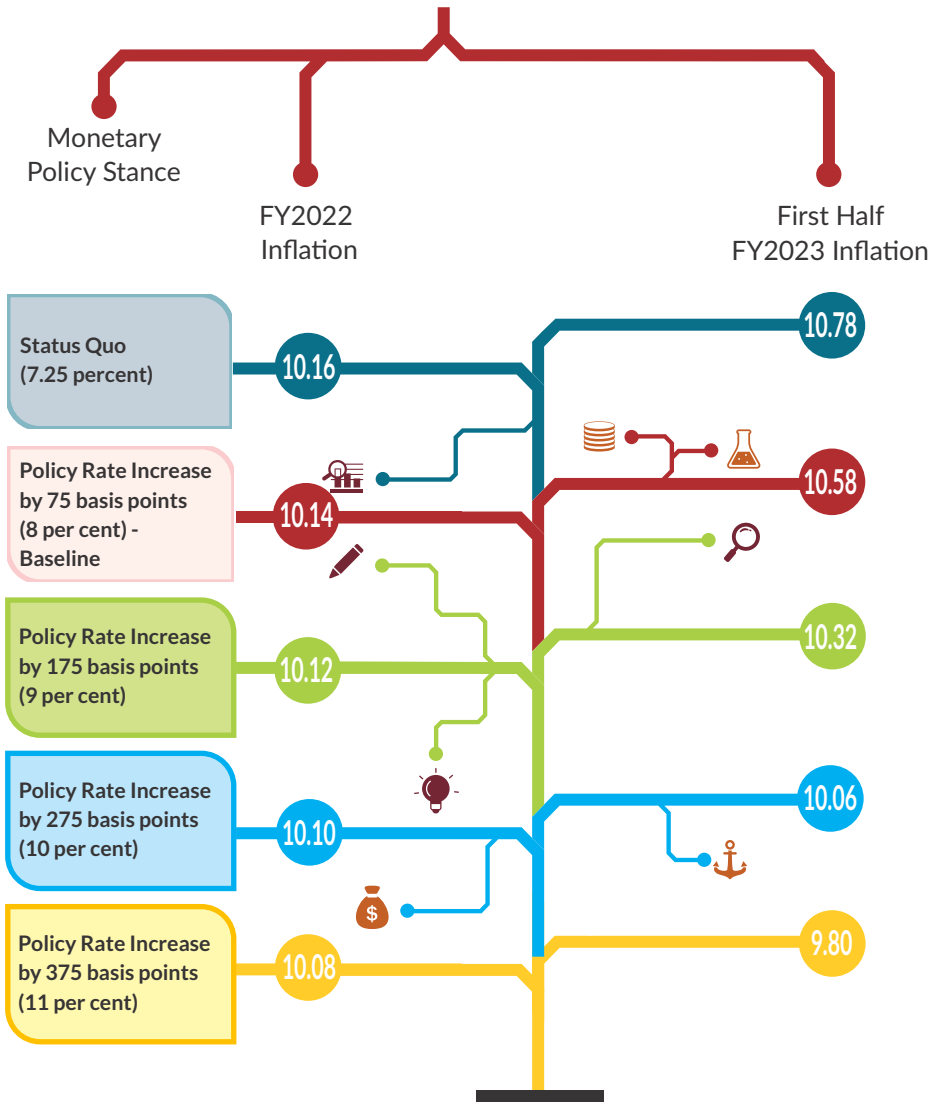 Monetary
Policy Stance
FY2022
Inflation
First Half
FY2023 Inflation
Status Quo
(7.25 percent)
10.16
10.78
Policy Rate Increase
by 75 basis points
(8 per cent) -
Baseline
10.14
10.58
Policy Rate Increase
by 175 basis points
(9 per cent)
10.12
10.32
Policy Rate Increase
by 275 basis points
(10 per cent)
10.10
10.06
$
Policy Rate Increase
by 375 basis points
(11 per cent)
10.08
9.80